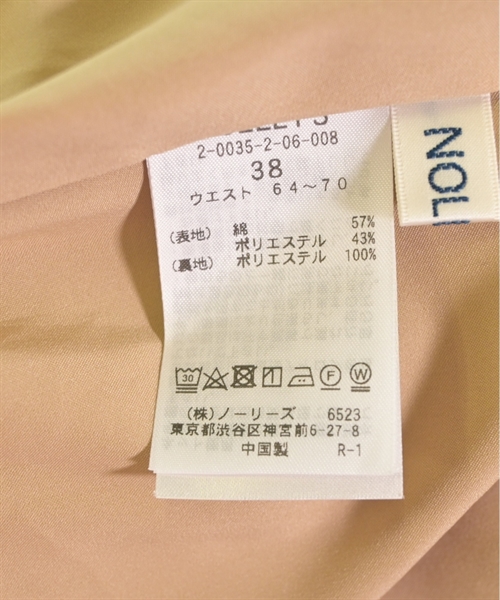 2-0035-2-06-008
38
ウエスト 64～70
(表地) 綿 57%
ポリエステル 43%
(裏地) ポリエステル 100%
30
F W
(株)ノーリーズ 6523
東京都渋谷区神宮前6-27-8
中国製 R-1
NOL